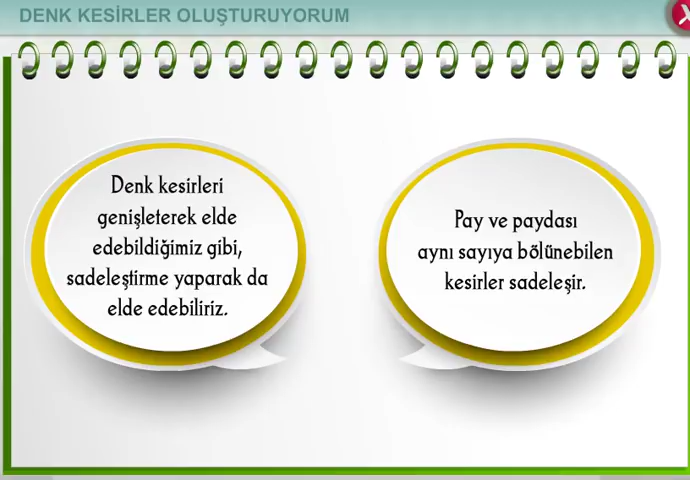 DENK KESİRLER OLUŞTURUYORUM
Denk kesirleri
genişleterek elde
edebildiğimiz gibi,
sadeleştirme yaparak da
elde edebiliriz.
Pay ve paydası
aynı sayıya bölünebilen
kesirler sadeleşir.